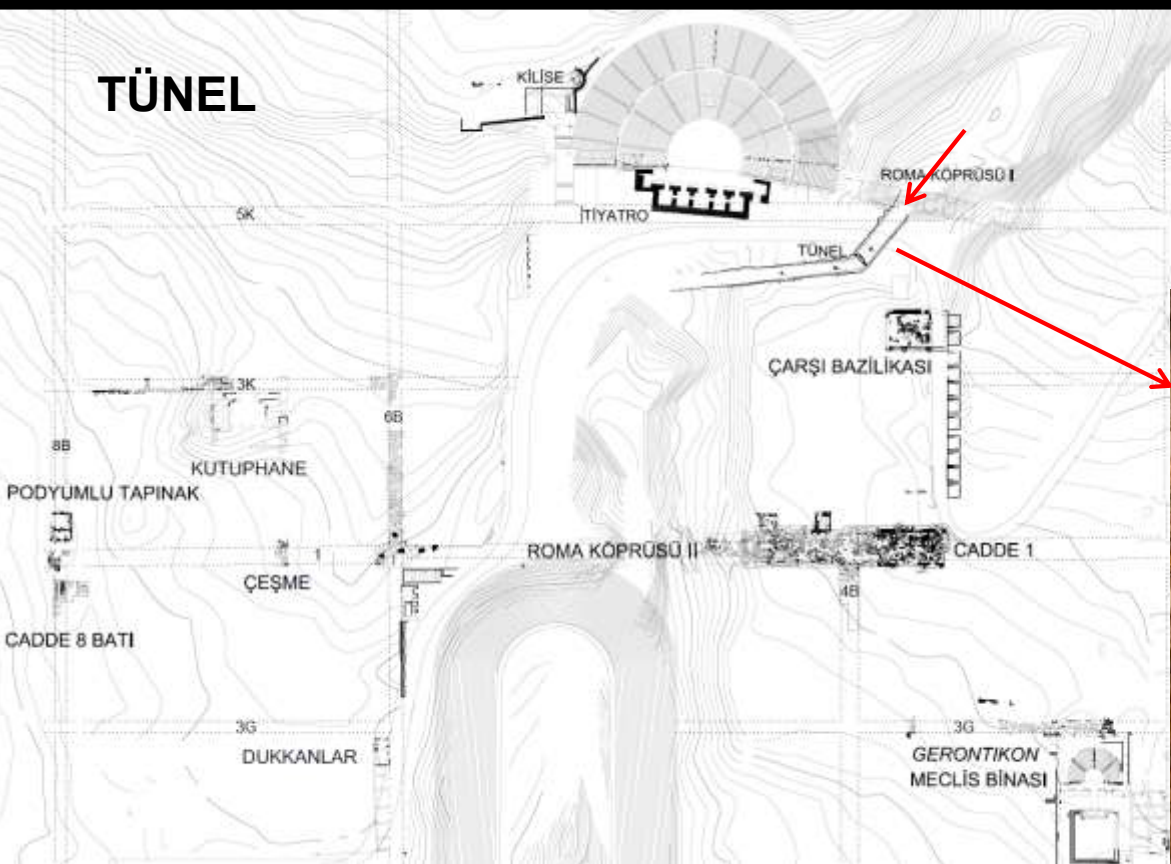 TÜNEL
KİLİSE
ROMA KÖPRÜSÜ I
5K
TİYATRO
TÜNEL
ÇARŞI BAZİLİKASI
3K
6B
8B
KUTUPHANE
PODYUMLU TAPINAK
1
ROMA KÖPRÜSÜ II
CADDE 1
ÇEŞME
4B
CADDE 8 BATI
3G
3G
DUKKANLAR
GERONTIKON
MECLİS BİNASI